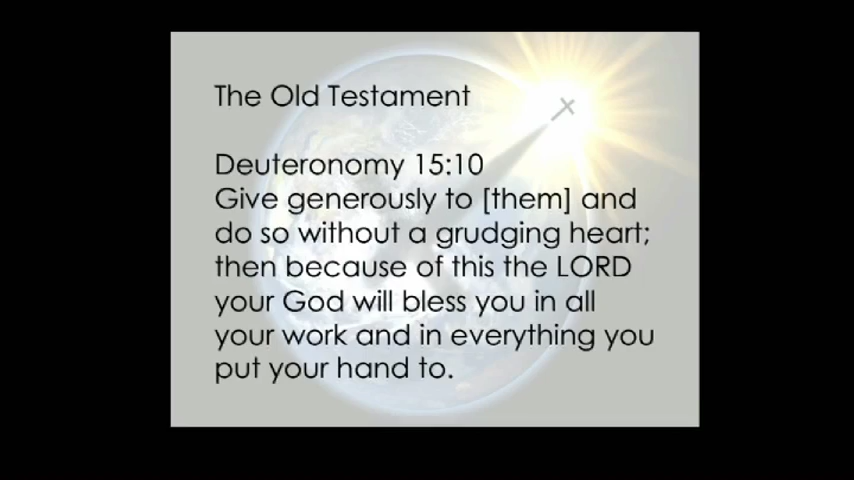 The Old Testament
Deuteronomy 15:10
Give generously to [them] and
do so without a grudging heart;
then because of this the LORD
your God will bless you in all
your work and in everything you
put your hand to.